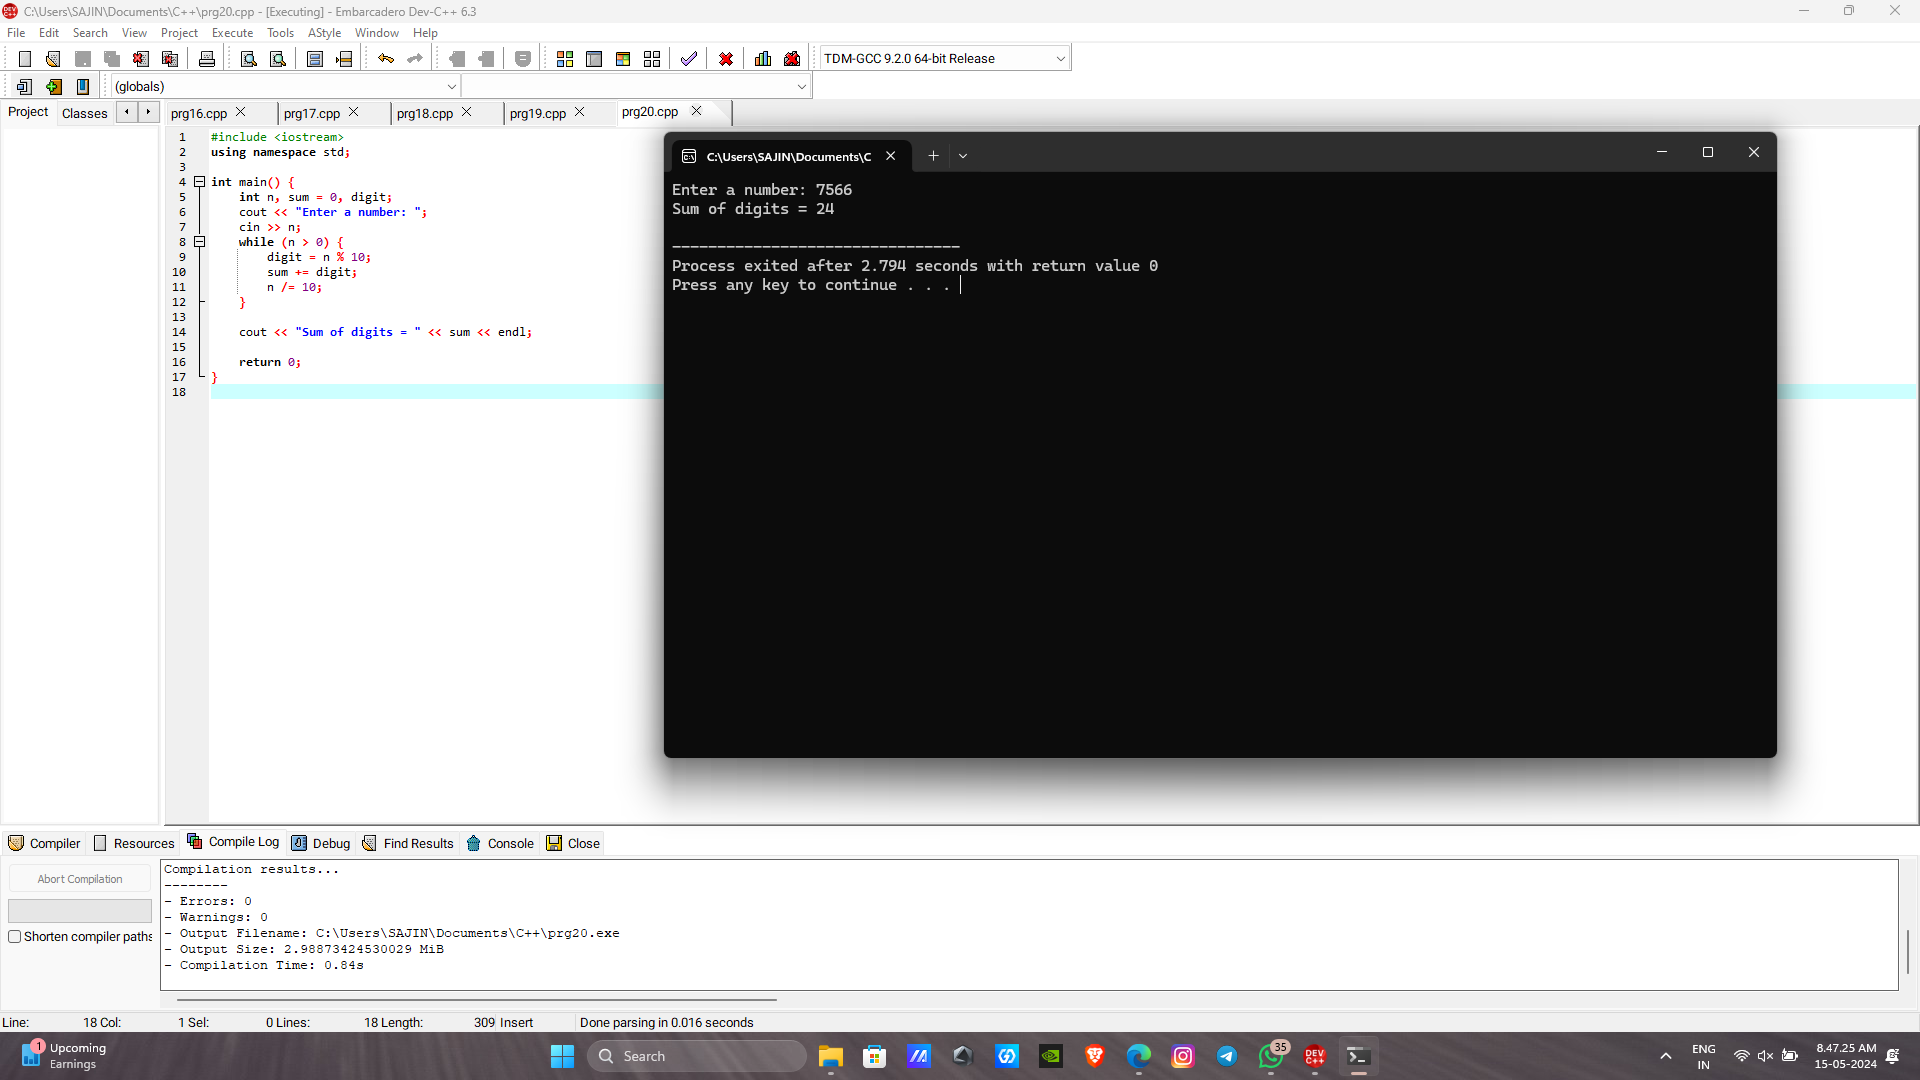 C:\Users\SAJIN\Documents\C++\prg20.cpp - [Executing] - Embarcadero Dev-C++ 6.3
File Edit Search View Project Execute Tools AStyle Window Help
TDM-GCC 9.2.0 64-bit Release
(globals)
Project Classes
prg16.cpp prg17.cpp prg18.cpp prg19.cpp prg20.cpp
1 #include <iostream>
2 using namespace std;
3
4 int main() {
5 int n, sum = 0, digit;
6 cout << "Enter a number: ";
7 cin >> n;
8 while (n > 0) {
9 digit = n % 10;
10 sum += digit;
11 n /= 10;
12 }
13
14 cout << "Sum of digits = " << sum << endl;
15
16 return 0;
17 }
18
C:\Users\SAJIN\Documents\C
Enter a number: 7566
Sum of digits = 24
--------------------------------
Process exited after 2.794 seconds with return value 0
Press any key to continue . . .
Compiler Resources Compile Log Debug Find Results Console Close
Abort Compilation
Shorten compiler paths
Compilation results...
--------
- Errors: 0
- Warnings: 0
- Output Filename: C:\Users\SAJIN\Documents\C++\prg20.exe
- Output Size: 2.98873424530029 MiB
- Compilation Time: 0.84s
Line: 18 Col: 1 Sel: 0 Lines: 18 Length: 309 Insert Done parsing in 0.016 seconds
1
Upcoming
Earnings
Search
35
DEV
C++
ENG
IN
8.47.25 AM
15-05-2024